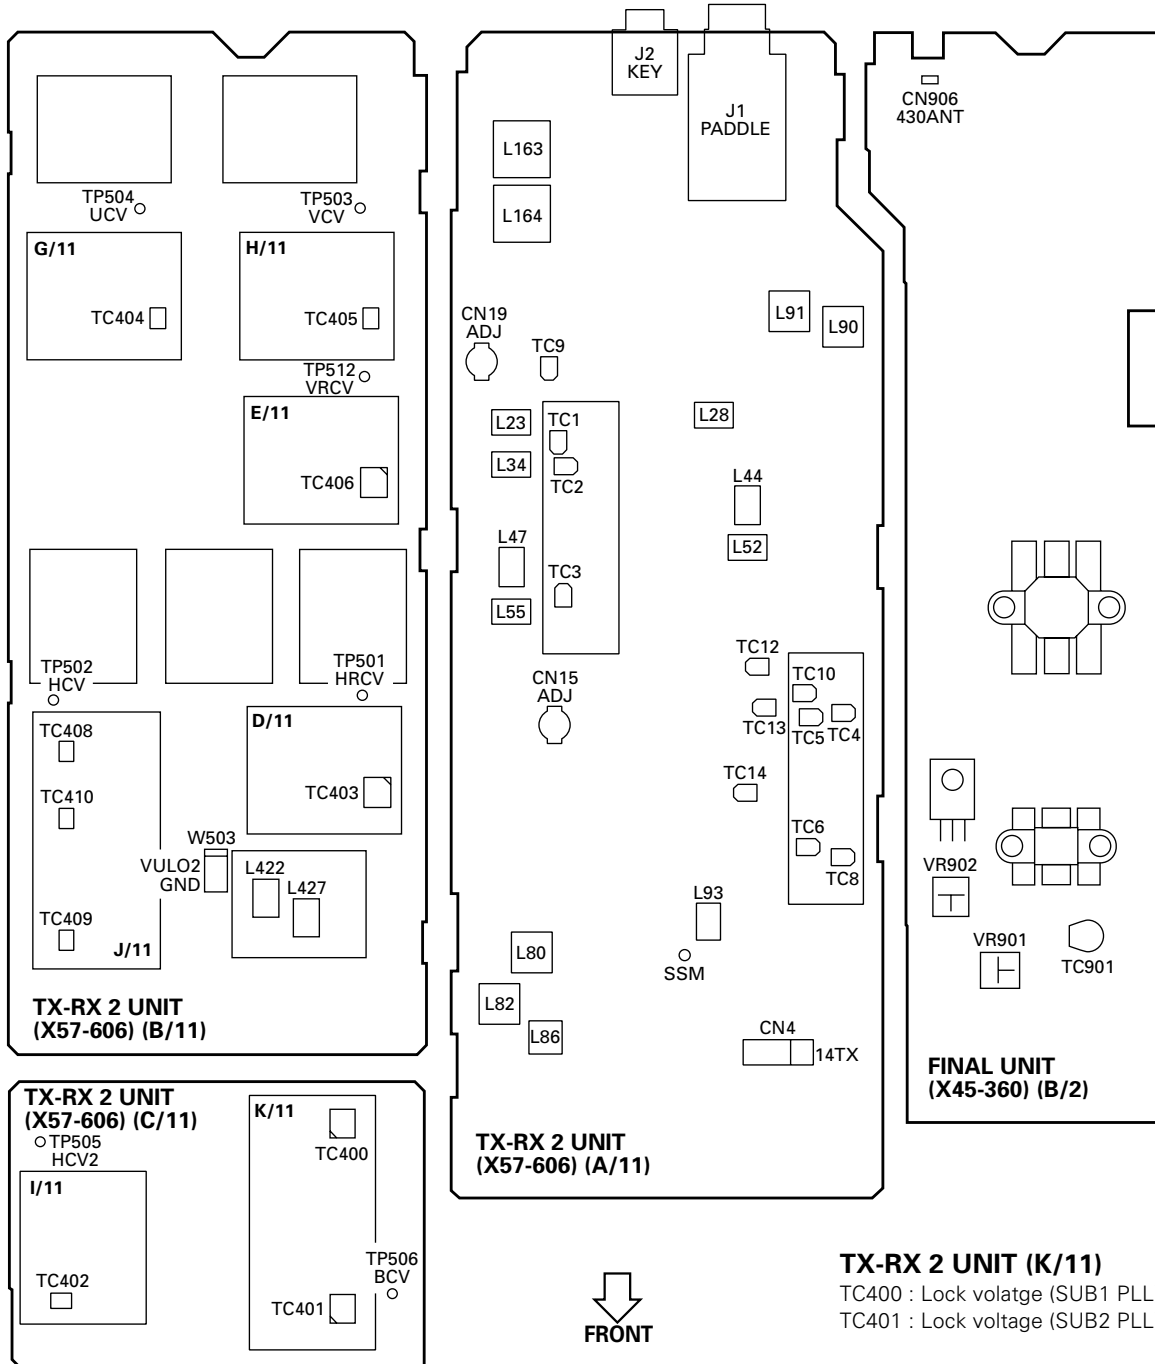 TP504
UCV
TP503
VCV
G/11
TC404
H/11
TC405
TP512
VRCV
E/11
TC406
TP502
HCV
TP501
HRCV
TC408
TC410
TC409
J/11
D/11
TC403
W503
VULO2
GND
L422
L427
TX-RX 2 UNIT
(X57-606) (B/11)
TX-RX 2 UNIT
(X57-606) (C/11)
TP505
HCV2
I/11
TC402
K/11
TC400
TC401
TP506
BCV
J2
KEY
J1
PADDLE
L163
L164
CN19
ADJ
TC9
L91
L90
L23
L34
TC1
TC2
L28
L44
L52
L47
L55
TC3
CN15
ADJ
TC12
TC10
TC13
TC5
TC4
TC14
TC6
TC8
L93
SSM
L80
L82
L86
CN4
14TX
TX-RX 2 UNIT
(X57-606) (A/11)
CN906
430ANT
VR902
VR901
TC901
FINAL UNIT
(X45-360) (B/2)
FRONT
TX-RX 2 UNIT (K/11)
TC400 : Lock volatge (SUB1 PLL
TC401 : Lock voltage (SUB2 PLL